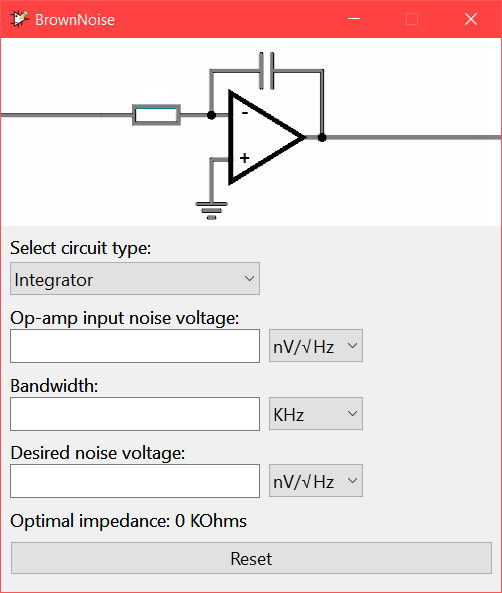 BrownNoise
-
+
Select circuit type:
Integrator
Op-amp input noise voltage:
nV/√Hz
Bandwidth:
KHz
Desired noise voltage:
nV/√Hz
Optimal impedance: 0 KOhms
Reset